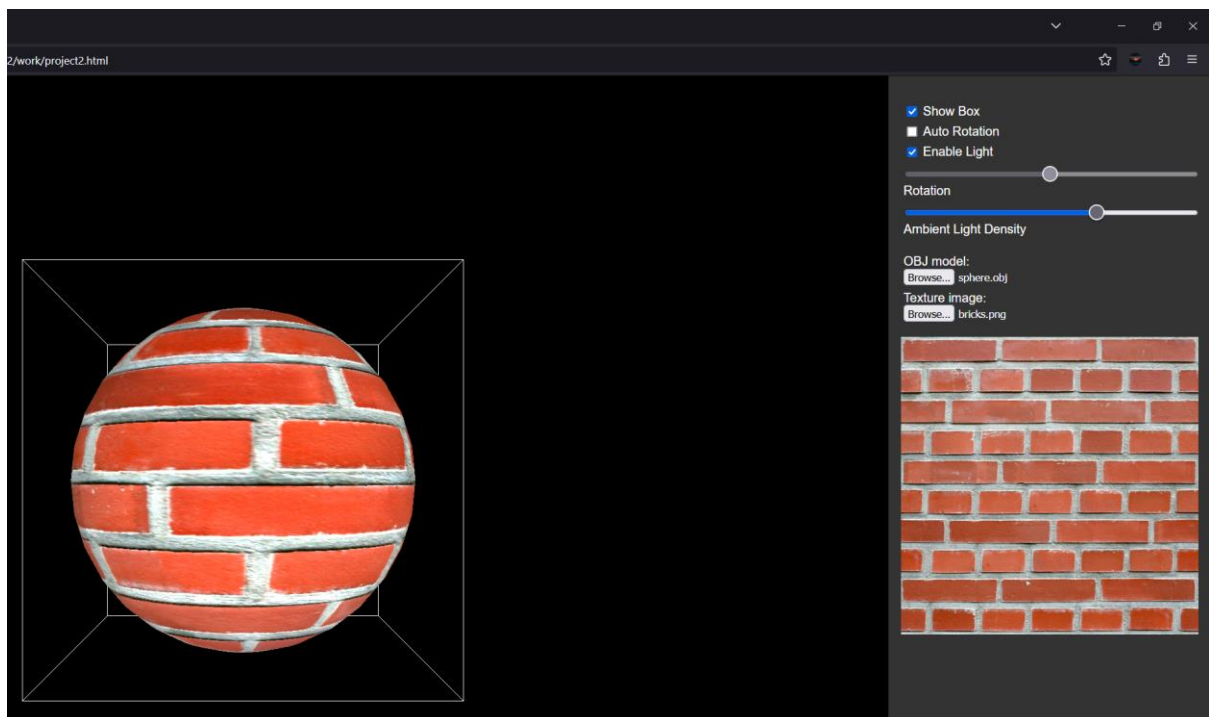 2/work/project2.html
Show Box
Auto Rotation
Enable Light
Rotation
Ambient Light Density
OBJ model:
Browse... sphere.obj
Texture image:
Browse... bricks.png